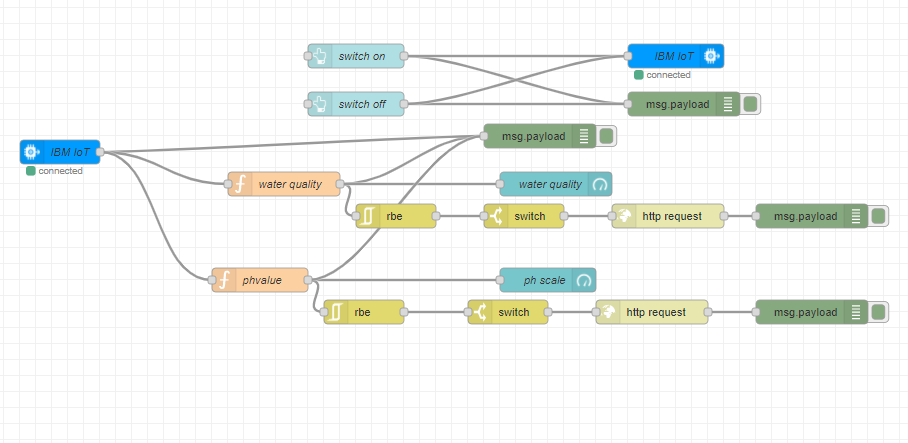 switch on
IBM IoT
connected
switch off
msg.payload
msg.payload
IBM IoT
connected
water quality
water quality
rbe
switch
http request
msg.payload
phvalue
ph scale
rbe
switch
http request
msg.payload